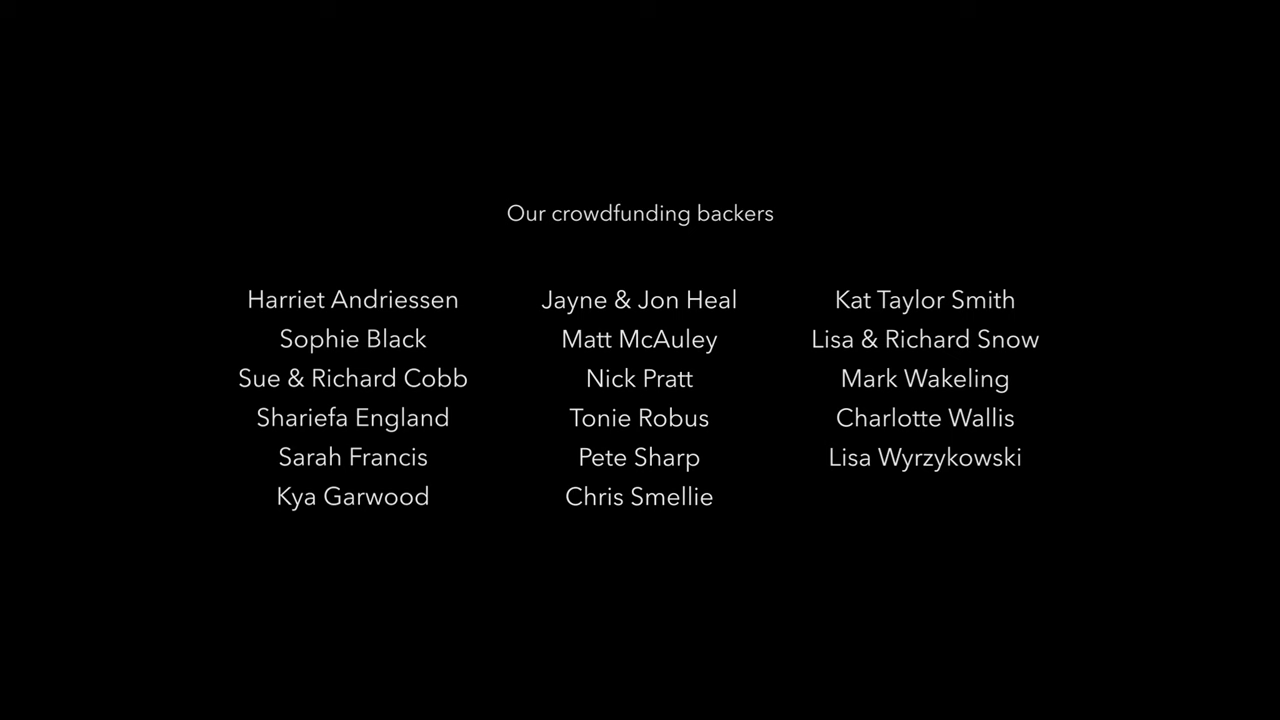 Our crowdfunding backers
Harriet Andriessen
Sophie Black
Sue & Richard Cobb
Shariefa England
Sarah Francis
Kya Garwood
Jayne & Jon Heal
Matt McAuley
Nick Pratt
Tonie Robus
Pete Sharp
Chris Smellie
Kat Taylor Smith
Lisa & Richard Snow
Mark Wakeling
Charlotte Wallis
Lisa Wyrzykowski